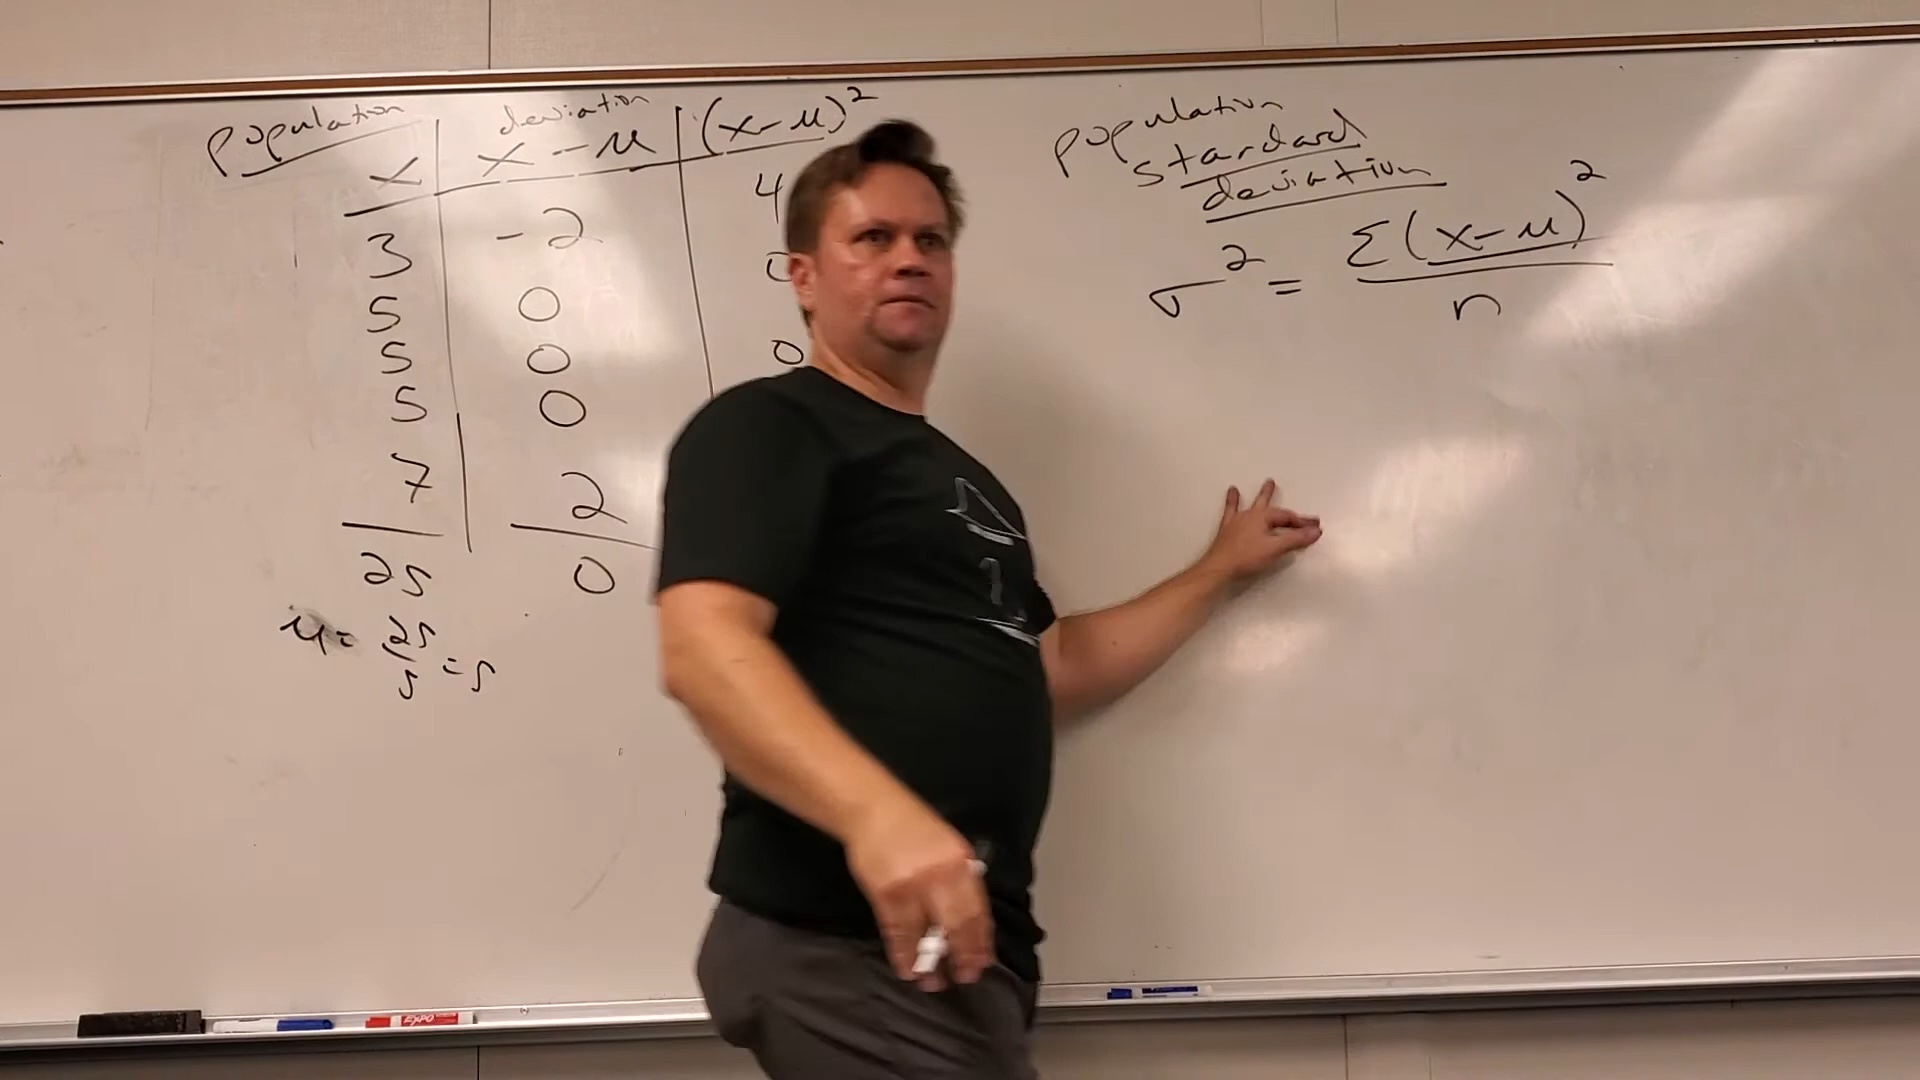 population
deviation
x
x - μ
(x-μ)²
3
-2
4
5
0
0
5
0
0
5
0
7
2
25
0
μ = 25/5 = 5
population
standard
deviation
σ² = Σ(x-μ)²/n
EXPO